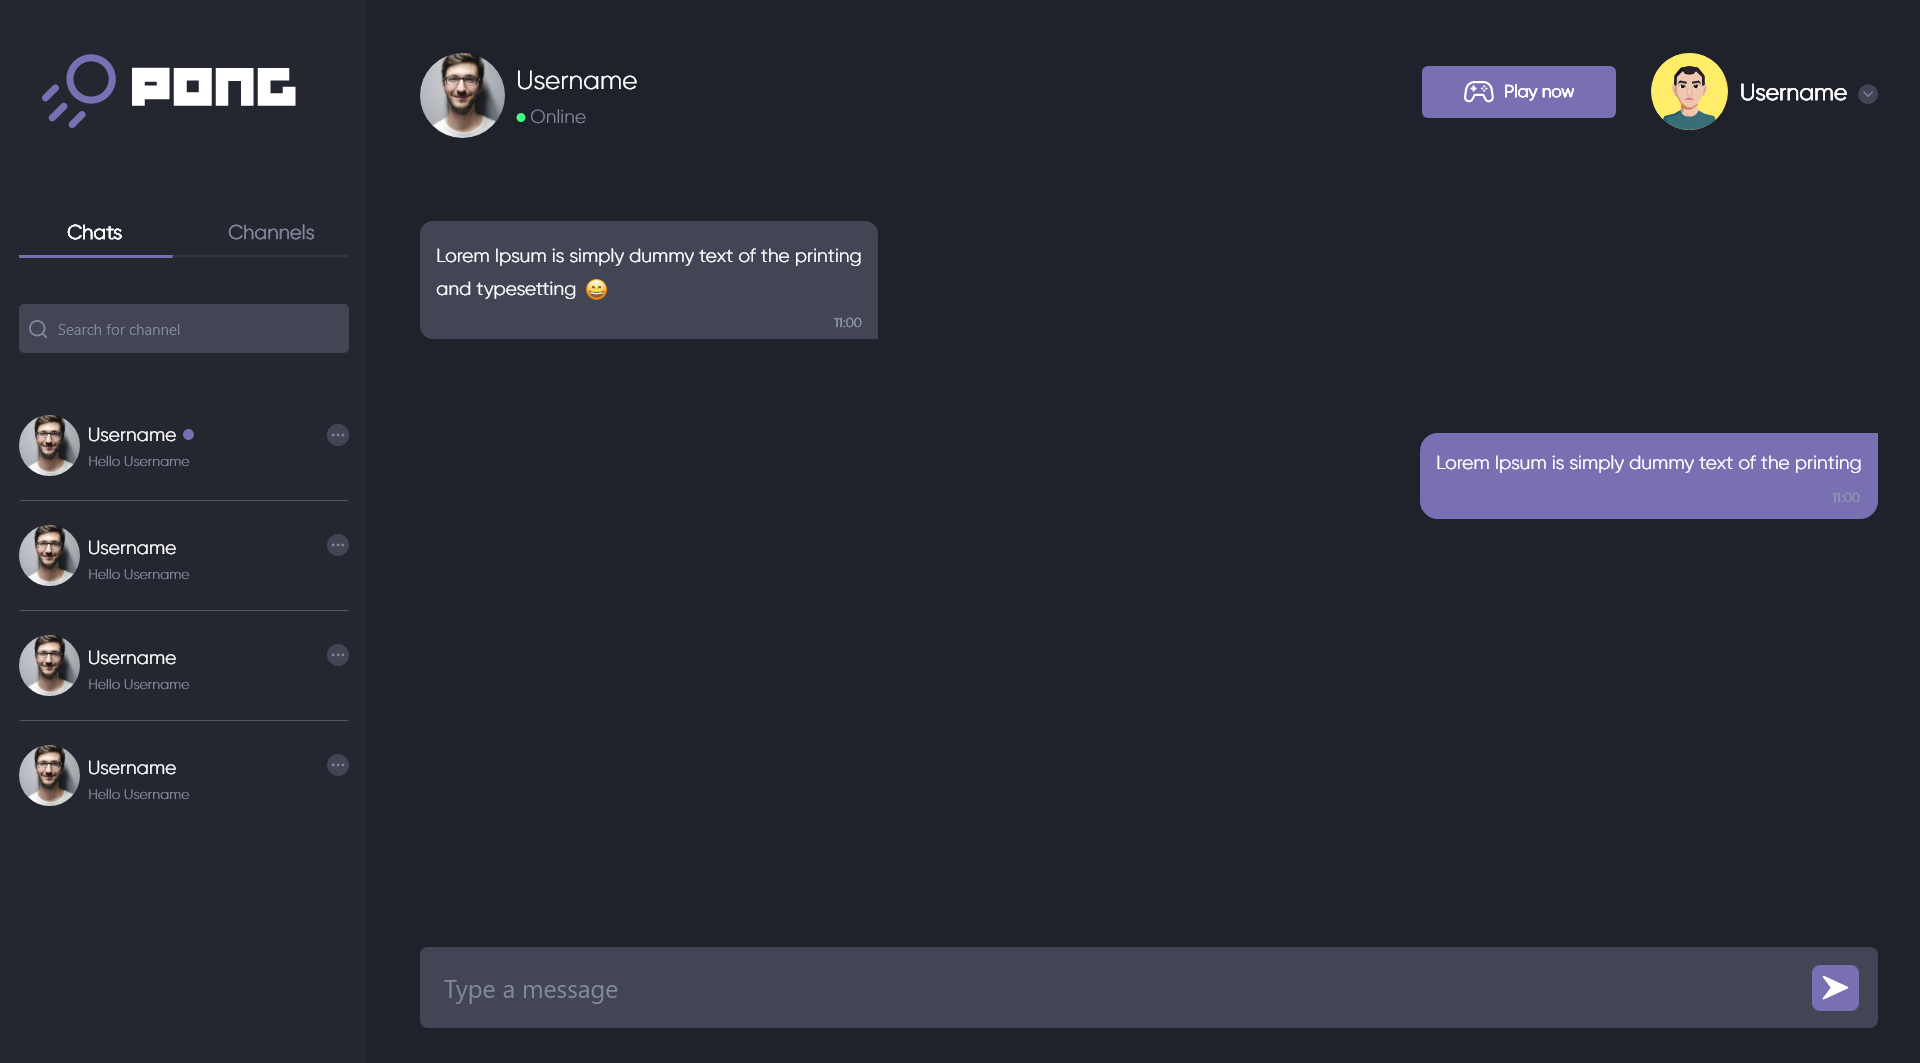 PONG
Chats
Channels
Search for channel
Username
Hello Username
Username
Hello Username
Username
Hello Username
Username
Hello Username
Username
Online
Play now
Username
Lorem Ipsum is simply dummy text of the printing
and typesetting 😄
11:00
Lorem Ipsum is simply dummy text of the printing
11:00
Type a message